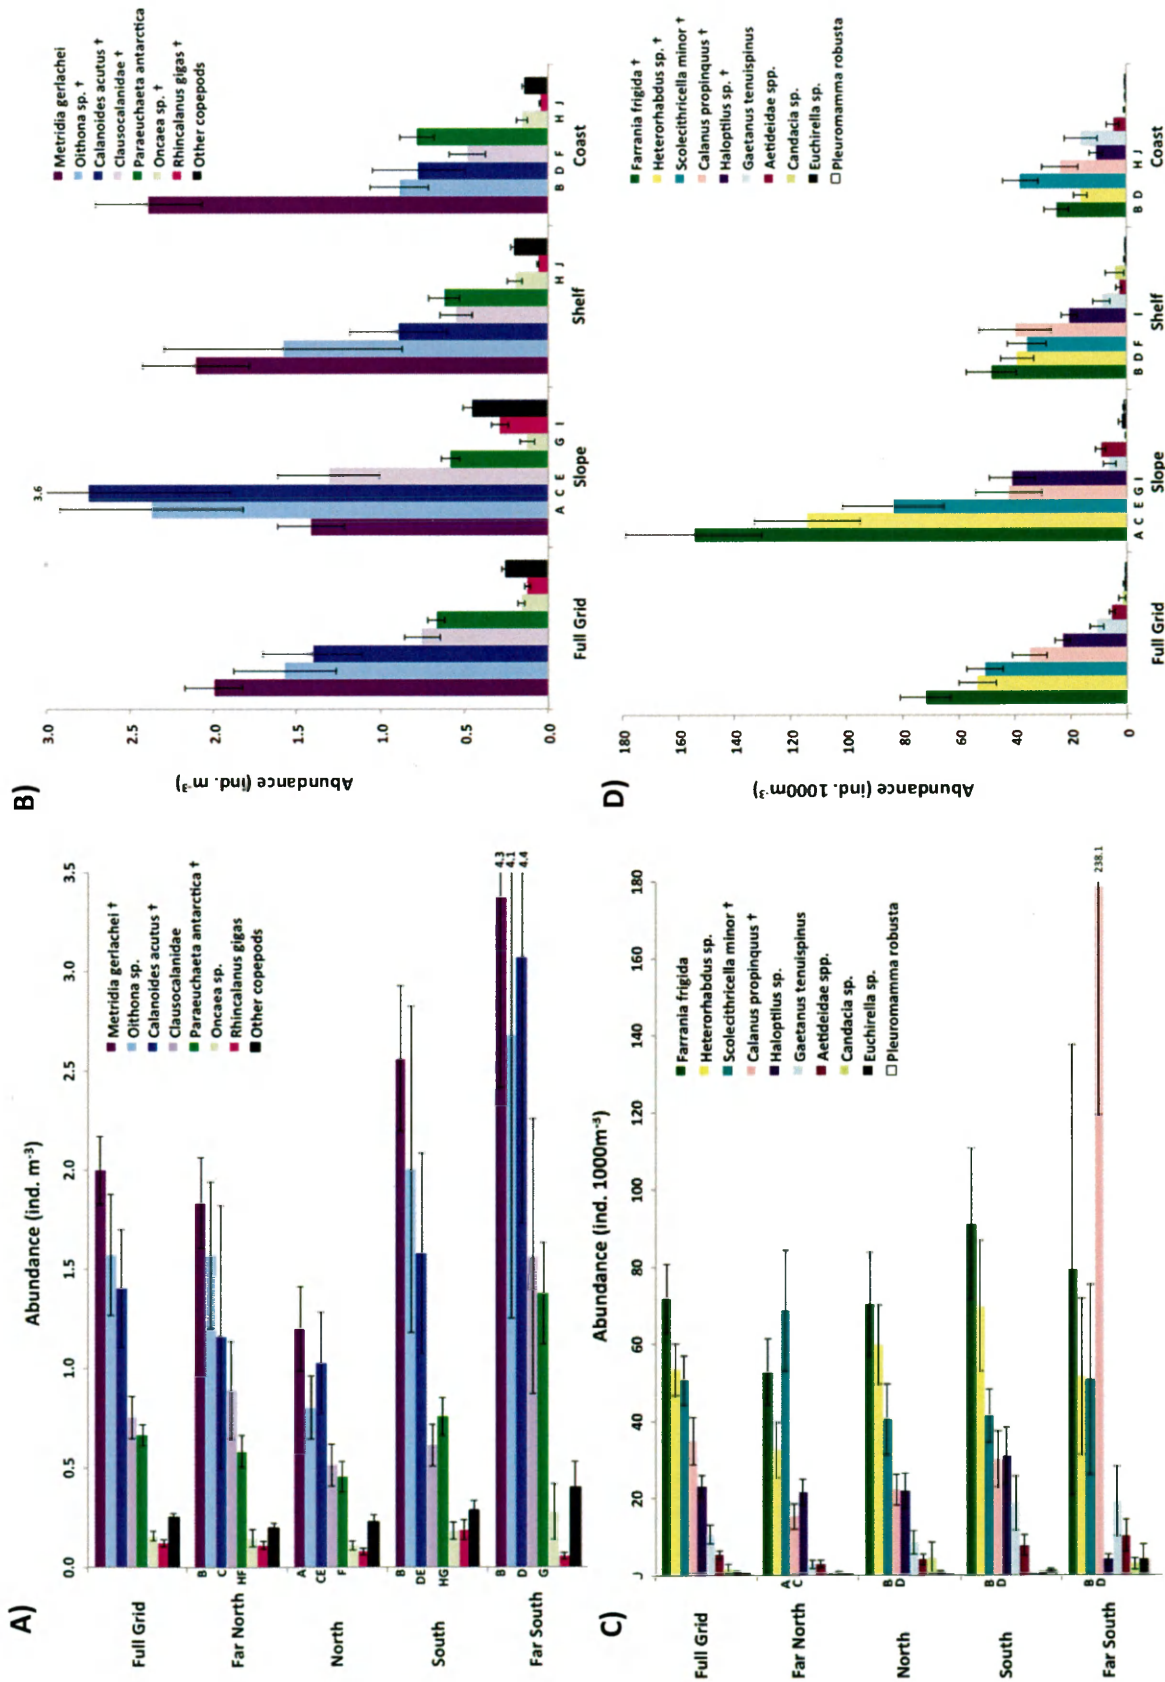 A)
Abundance (ind. m⁻³)
0.0 0.5 1.0 1.5 2.0 2.5 3.0 3.5
Metridia gerlachei †
Oithona sp.
Calanoides acutus †
Clausocalanidae
Paraeuchaeta antarctica †
Oncaea sp.
Rhincalanus gigas
Other copepods
Full Grid
Far North
B
C
HF
North
A
CE
F
South
B
DE
HG
Far South
B
D
G
4.3
4.1
4.4
B)
Abundance (ind. m⁻³)
3.0
2.5
2.0
1.5
1.0
0.5
0.0
3.6
Metridia gerlachei
Oithona sp. †
Calanoides acutus †
Clausocalanidae †
Paraeuchaeta antarctica
Oncaea sp. †
Rhincalanus gigas †
Other copepods
A C E G I
B D F H J
H J
Full Grid Slope Shelf Coast
C)
Abundance (ind. 1000m⁻³)
20 40 60 80 100 120 140 160 180
Farrania frigida
Heterorhabdus sp.
Scolecithricella minor †
Calanus propinquus †
Haloptilus sp.
Gaetanus tenuispinus
Aetideidae spp.
Candacia sp.
Euchirella sp.
Pleuromamma robusta
Full Grid
Far North
A
C
North
B
D
South
B
D
Far South
B
D
238.1
D)
Abundance (ind. 1000m⁻³)
180
160
140
120
100
80
60
40
20
0
Farrania frigida †
Heterorhabdus sp. †
Scolecithricella minor †
Calanus propinquus †
Haloptilus sp. †
Gaetanus tenuispinus
Aetideidae spp.
Candacia sp.
Euchirella sp.
Pleuromamma robusta
A C E G I
B D F I
B D H J
Full Grid Slope Shelf Coast